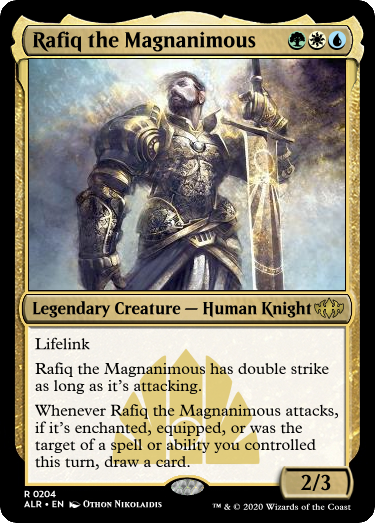 Rafiq the Magnanimous
Legendary Creature — Human Knight
Lifelink
Rafiq the Magnanimous has double strike
as long as it's attacking.
Whenever Rafiq the Magnanimous attacks,
if it's enchanted, equipped, or was the
target of a spell or ability you controlled
this turn, draw a card.
2/3
R 0204
ALR • EN Othon Nikolaidis
™ & © 2020 Wizards of the Coast